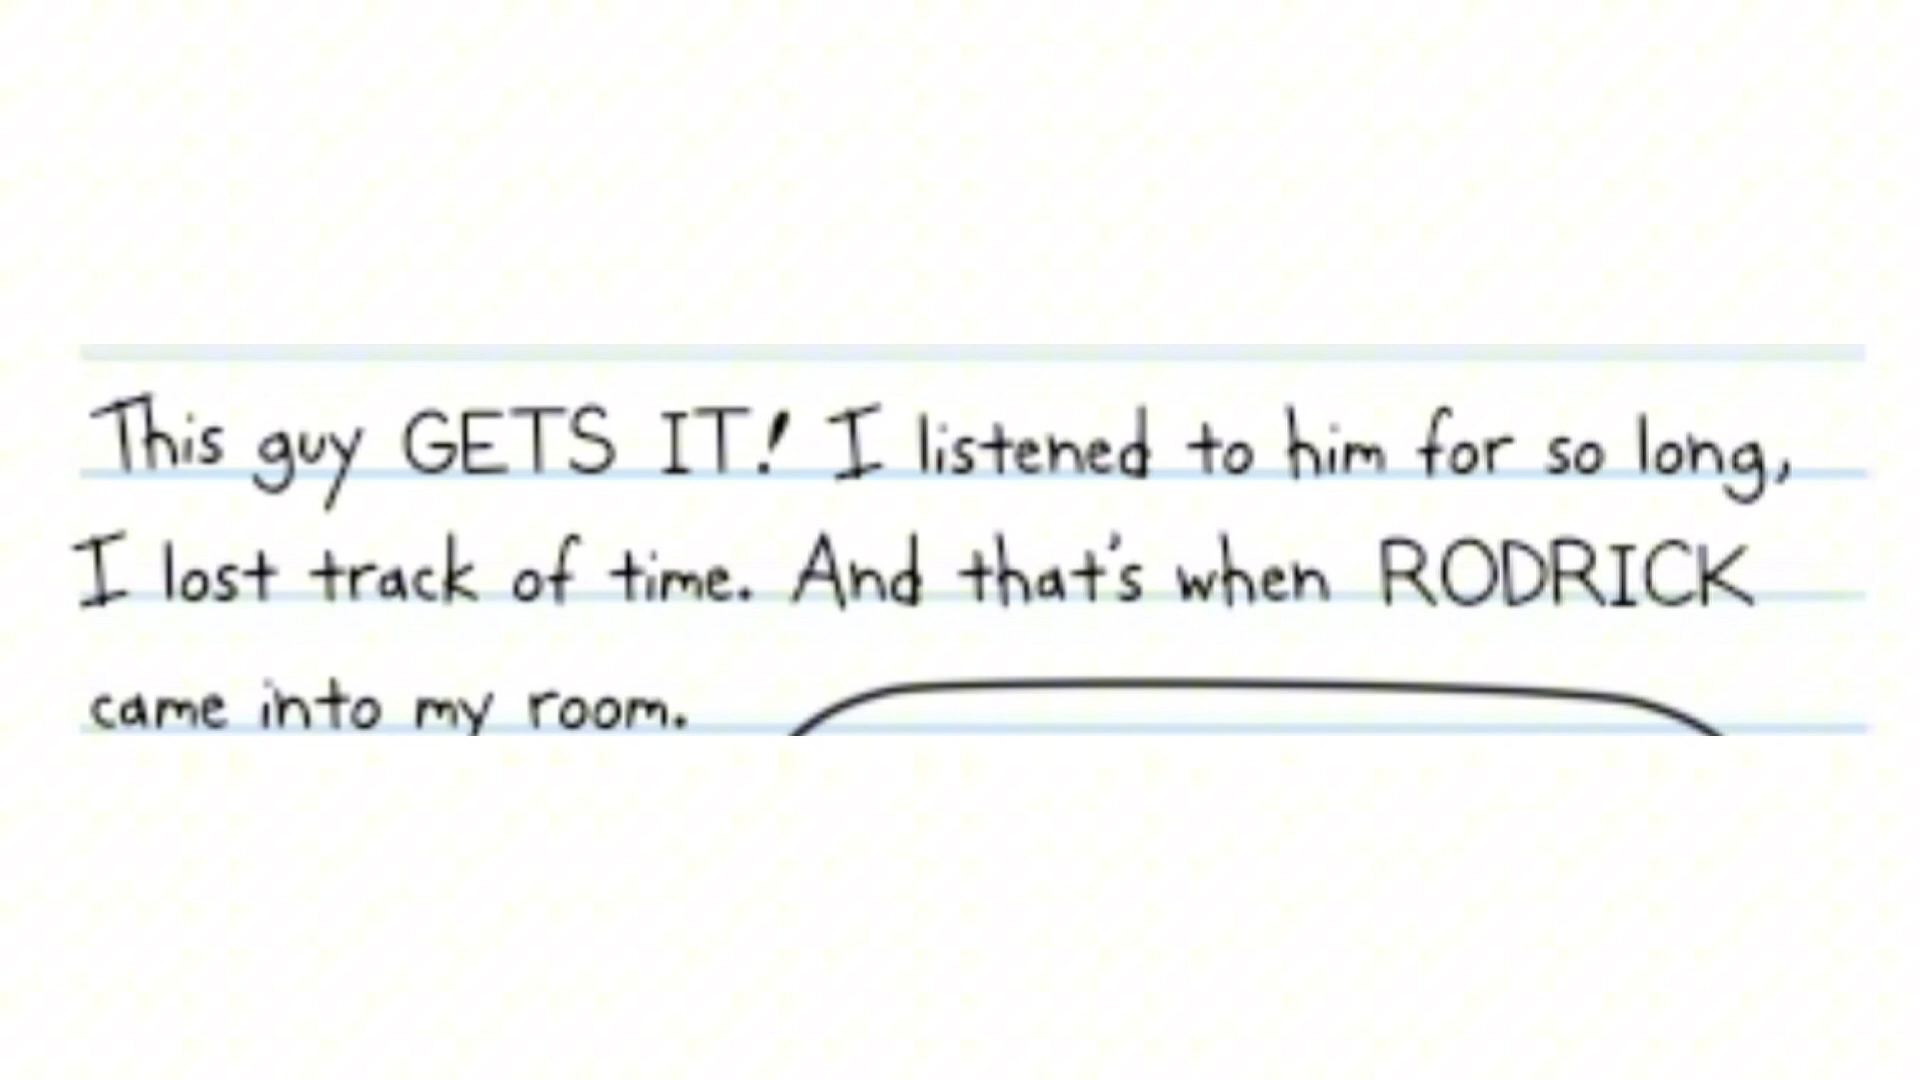 This guy GETS IT! I listened to him for so long,
I lost track of time. And that's when RODRICK
came into my room.